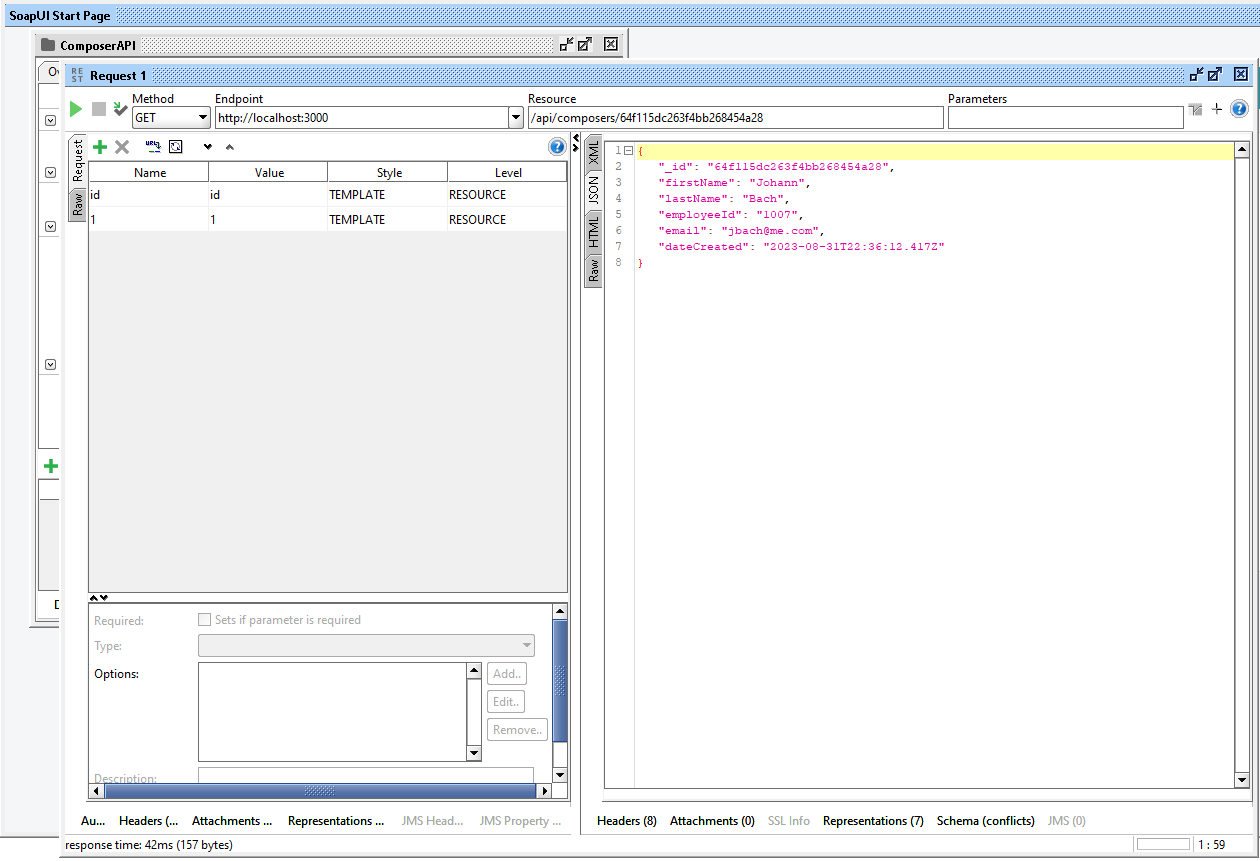 SoapUI Start Page
ComposerAPI
Ov
REST Request 1
Method Endpoint Resource Parameters
GET http://localhost:3000 /api/composers/64f115dc263f4bb268454a28
Request
Raw
Name Value Style Level
id id TEMPLATE RESOURCE
1 1 TEMPLATE RESOURCE
Required: Sets if parameter is required
Type:
Options: Add..
Edit..
Remove..
Description:
Au... Headers (... Attachments ... Representations ... JMS Head... JMS Property ...
XML
JSON
HTML
Raw
1 {
2 "_id": "64f115dc263f4bb268454a28",
3 "firstName": "Johann",
4 "lastName": "Bach",
5 "employeeId": "1007",
6 "email": "jbach@me.com",
7 "dateCreated": "2023-08-31T22:36:12.417Z"
8 }
Headers (8) Attachments (0) SSL Info Representations (7) Schema (conflicts) JMS (0)
response time: 42ms (157 bytes) 1 : 59